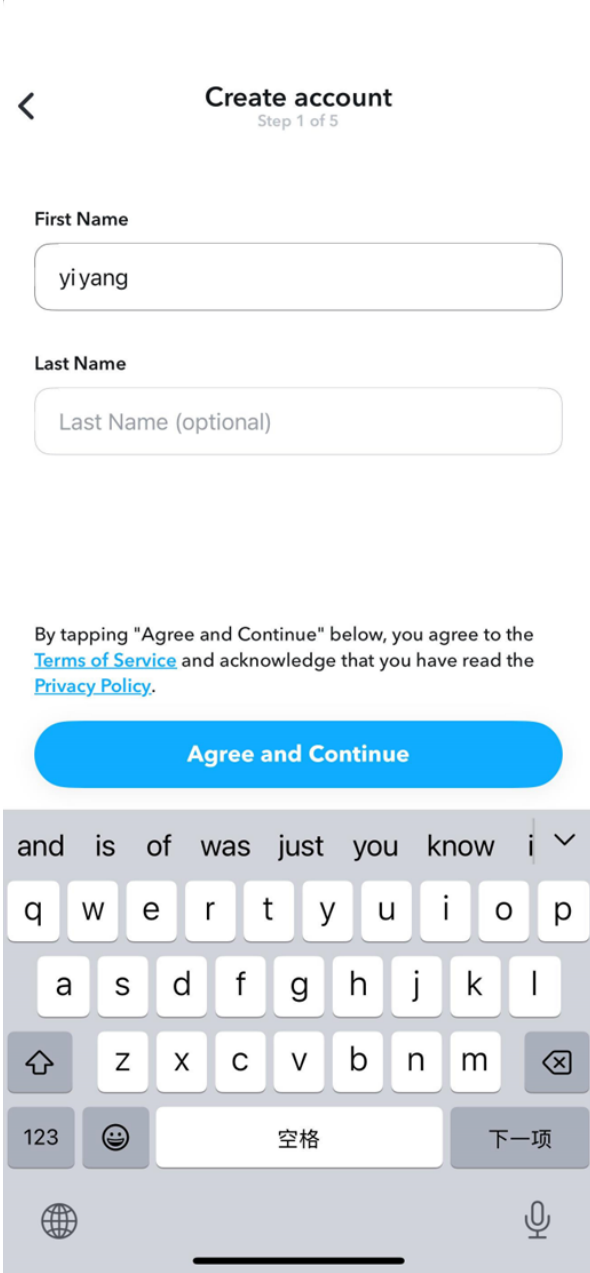 Create account
Step 1 of 5
First Name
yi yang
Last Name
Last Name (optional)
By tapping "Agree and Continue" below, you agree to the
Terms of Service and acknowledge that you have read the
Privacy Policy.
Agree and Continue
and is of was just you know i
q w e r t y u i o p
a s d f g h j k l
z x c v b n m
123 空格 下一项